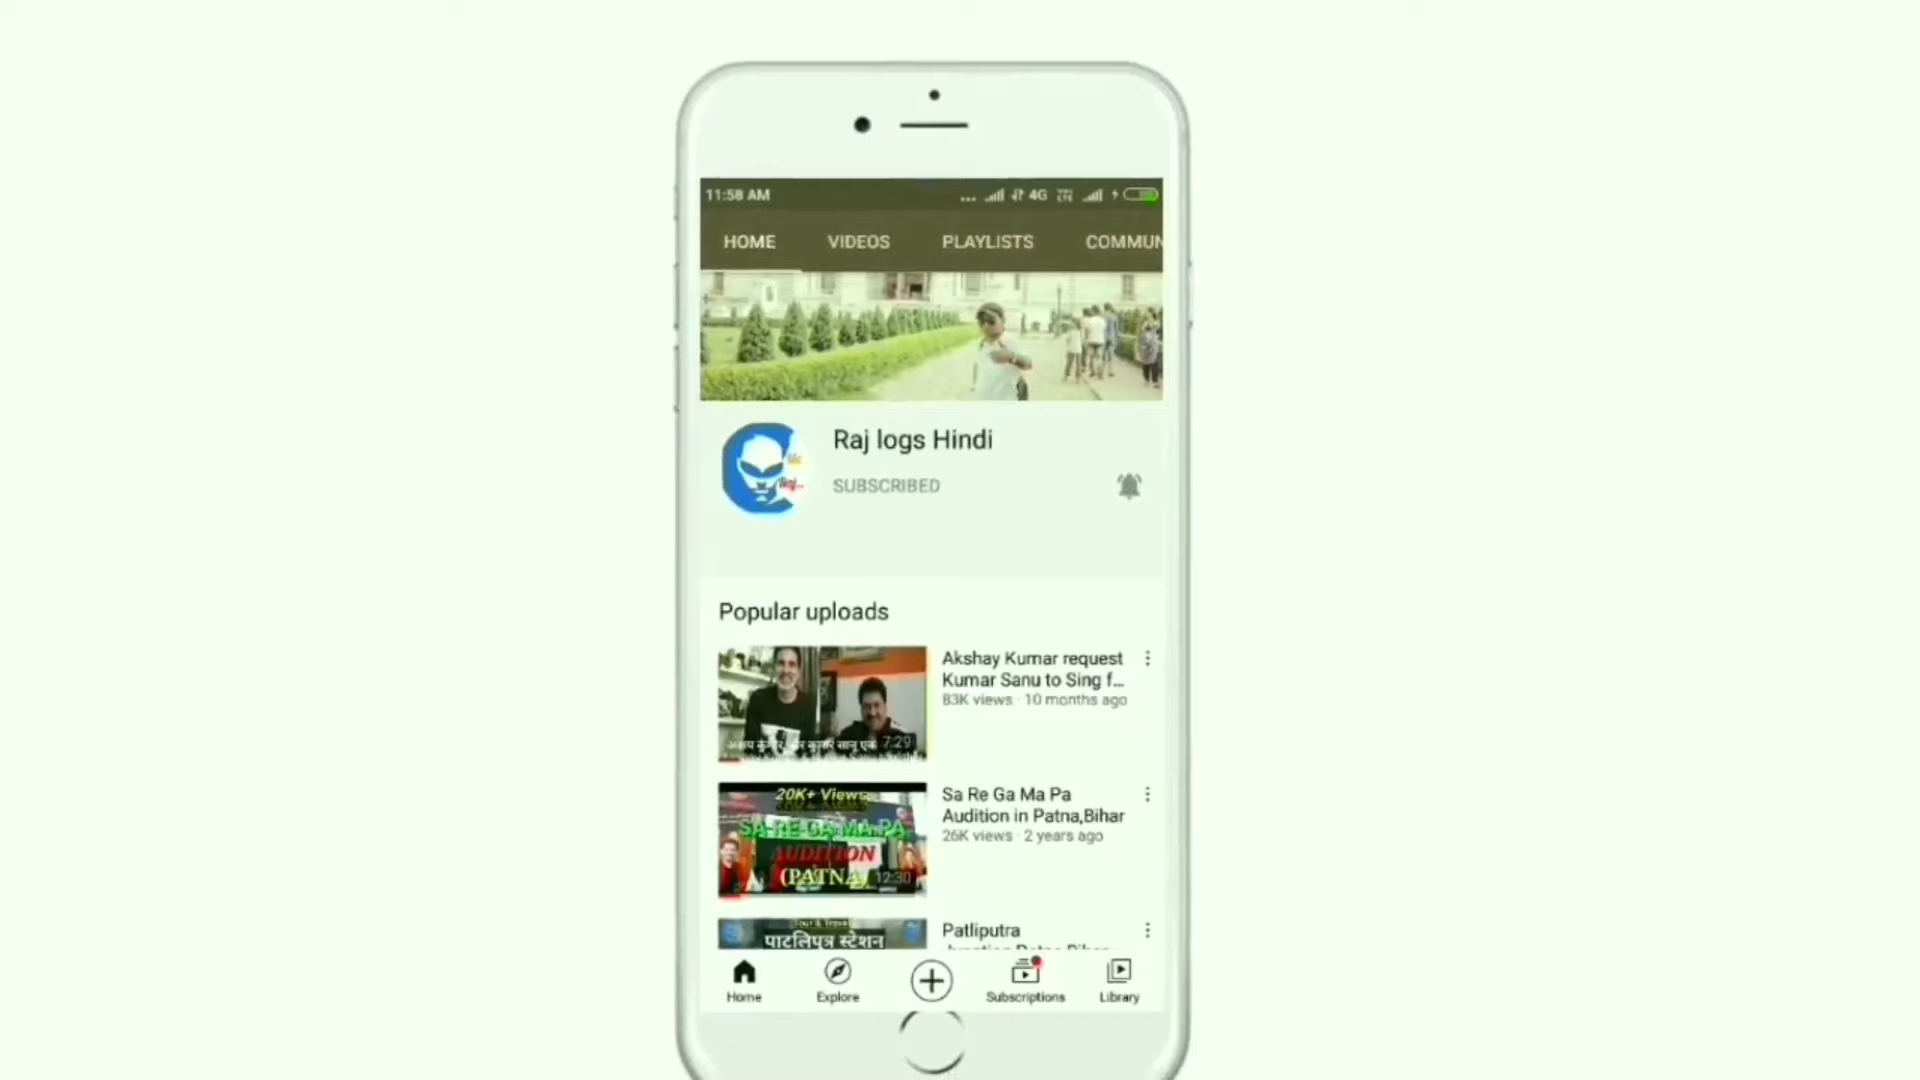 11:58 AM
4G
HOME VIDEOS PLAYLISTS COMMUN
Raj logs Hindi
SUBSCRIBED
Popular uploads
Akshay Kumar request
Kumar Sanu to Sing f...
83K views · 10 months ago
7:29
20K+ Views
SA RE GA MA PA
AUDITION
(PATNA)
12:30
Sa Re Ga Ma Pa
Audition in Patna,Bihar
26K views · 2 years ago
Tour & Travel
पाटलिपुत्र स्टेशन
Patliputra
Home Explore Subscriptions Library